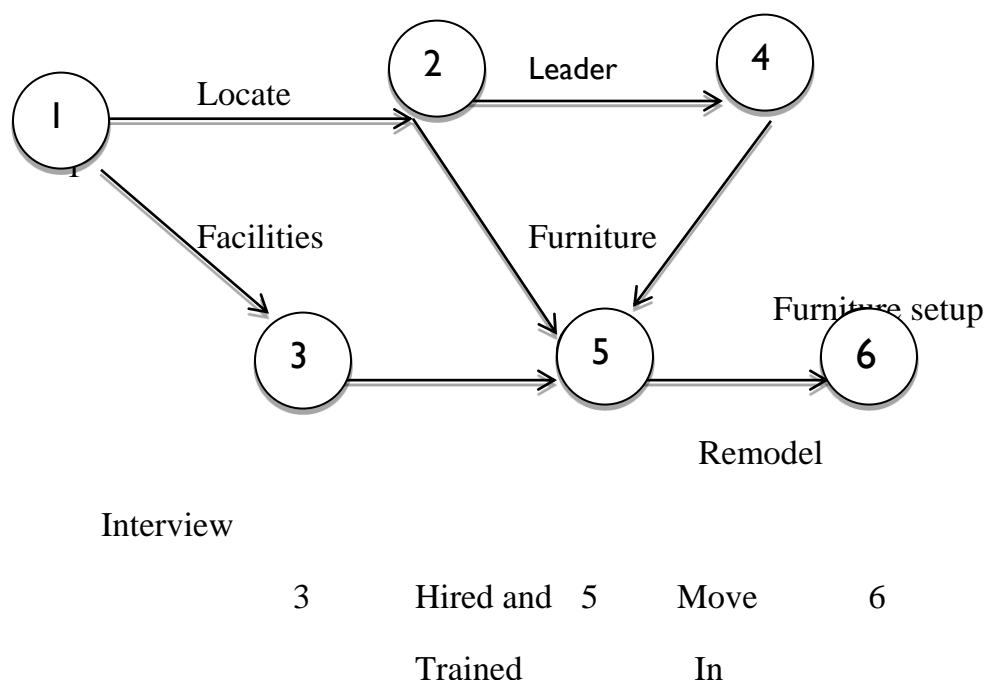 2
4
Leader
Locate
1
1
Facilities
Furniture
Furniture setup
3
5
6
Remodel
Interview
3 Hired and 5 Move 6
Trained In